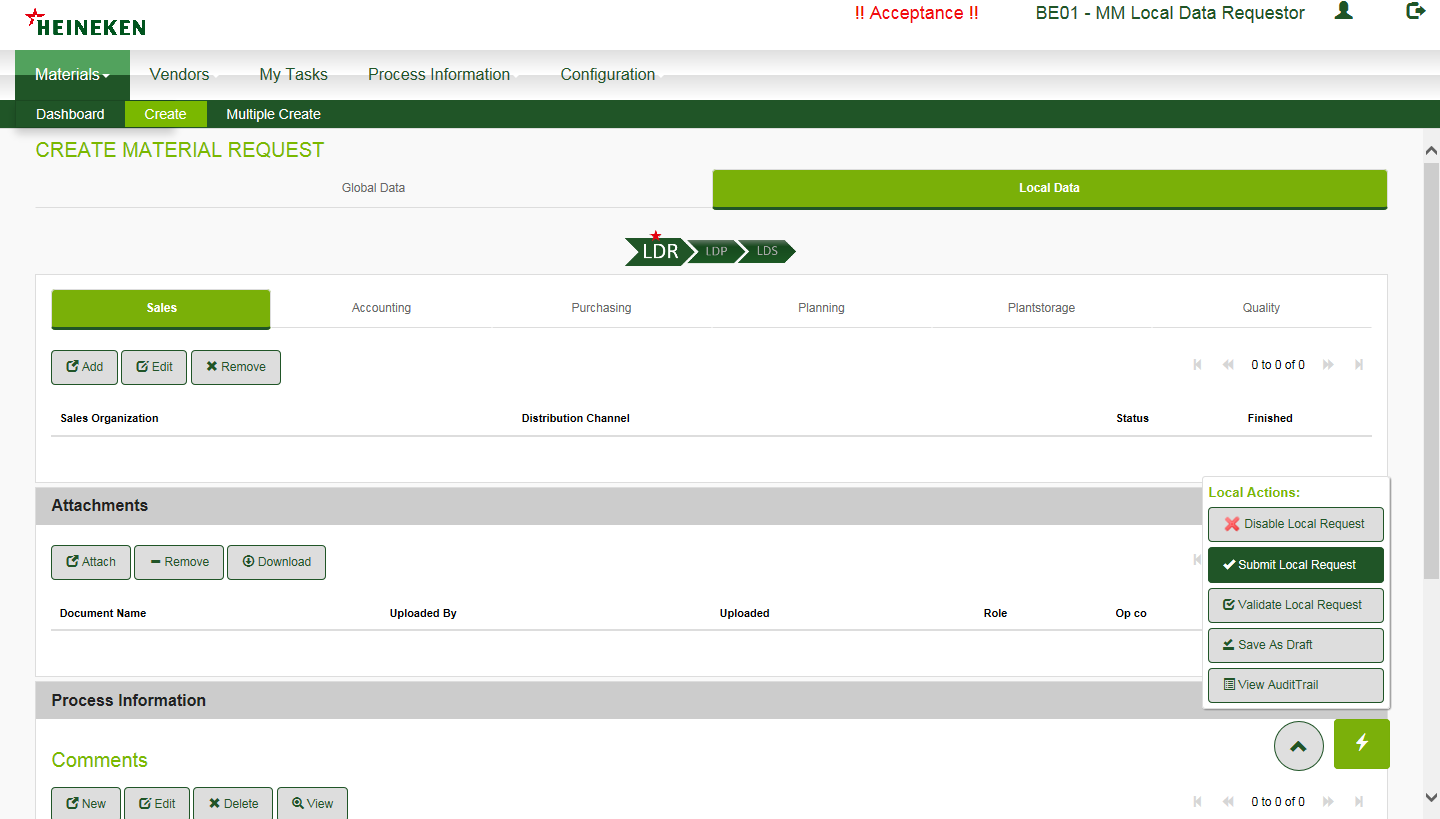 HEINEKEN
!! Acceptance !! BE01 - MM Local Data Requestor
Materials Vendors My Tasks Process Information Configuration
Dashboard Create Multiple Create
CREATE MATERIAL REQUEST
Global Data Local Data
LDR LDP LDS
Sales Accounting Purchasing Planning Plantstorage Quality
Add Edit Remove 0 to 0 of 0
Sales Organization Distribution Channel Status Finished
Attachments
Attach Remove Download
Document Name Uploaded By Uploaded Role Op co
Local Actions:
Disable Local Request
Submit Local Request
Validate Local Request
Save As Draft
View AuditTrail
Process Information
Comments
New Edit Delete View 0 to 0 of 0